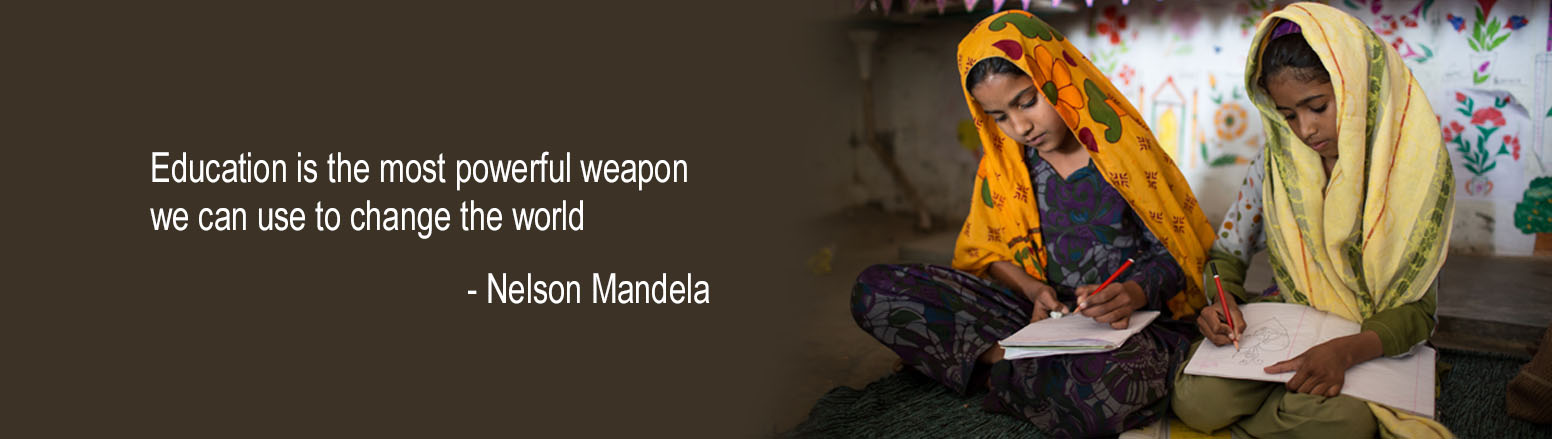 Education is the most powerful weapon
we can use to change the world
- Nelson Mandela